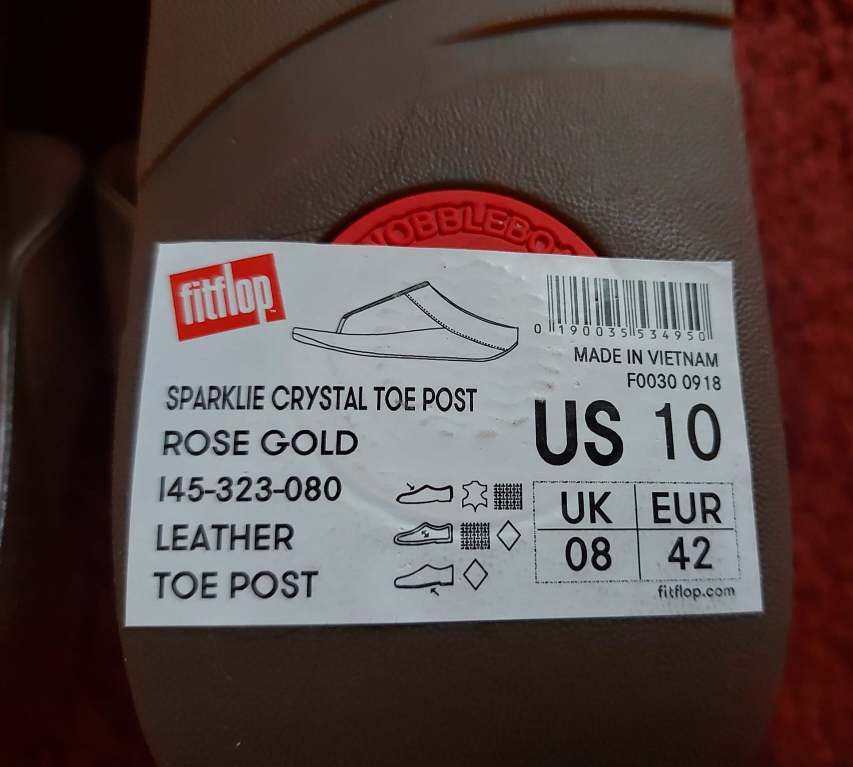 WOBBLEBO
fitflop
0 190035 534950
MADE IN VIETNAM
F0030 0918
SPARKLIE CRYSTAL TOE POST
US 10
ROSE GOLD
I45-323-080
UK EUR
LEATHER
08 42
TOE POST
fitflop.com